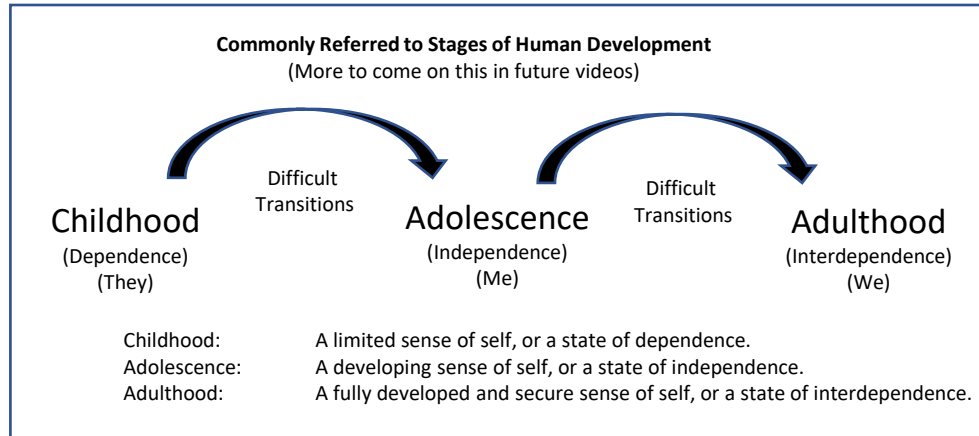 Commonly Referred to Stages of Human Development
(More to come on this in future videos)
Difficult
Transitions
Difficult
Transitions
Childhood
(Dependence)
(They)
Adolescence
(Independence)
(Me)
Adulthood
(Interdependence)
(We)
Childhood: A limited sense of self, or a state of dependence.
Adolescence: A developing sense of self, or a state of independence.
Adulthood: A fully developed and secure sense of self, or a state of interdependence.